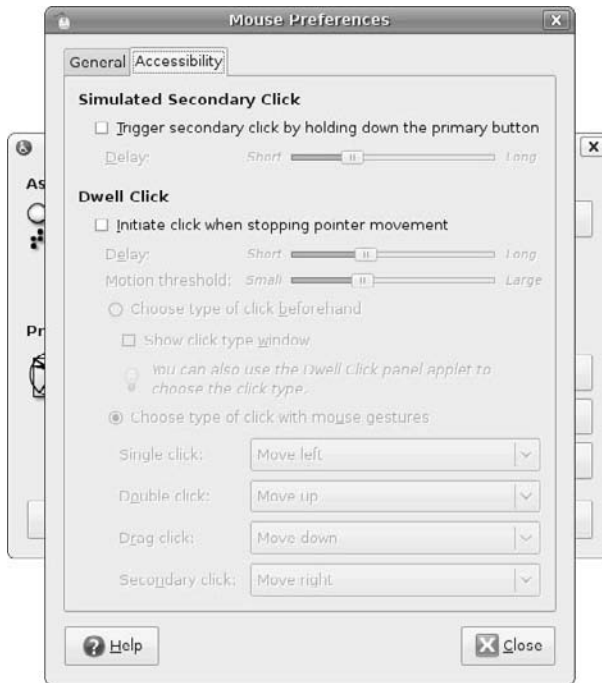 Mouse Preferences
General Accessibility
Simulated Secondary Click
Trigger secondary click by holding down the primary button
Delay: Short Long
As
Dwell Click
Initiate click when stopping pointer movement
Delay: Short Long
Motion threshold: Small Large
Choose type of click beforehand
Pr
Show click type window
You can also use the Dwell Click panel applet to
choose the click type.
Choose type of click with mouse gestures
Single click: Move left
Double click: Move up
Drag click: Move down
Secondary click: Move right
Help Close